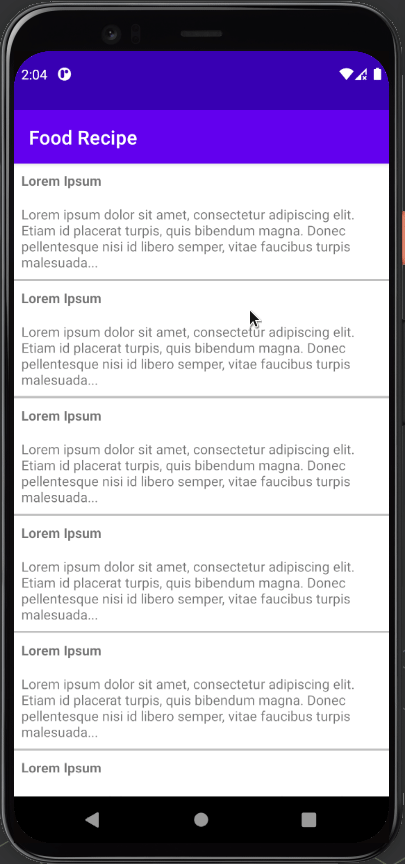 2:04
Food Recipe
Lorem Ipsum
Lorem ipsum dolor sit amet, consectetur adipiscing elit.
Etiam id placerat turpis, quis bibendum magna. Donec
pellentesque nisi id libero semper, vitae faucibus turpis
malesuada...
Lorem Ipsum
Lorem ipsum dolor sit amet, consectetur adipiscing elit.
Etiam id placerat turpis, quis bibendum magna. Donec
pellentesque nisi id libero semper, vitae faucibus turpis
malesuada...
Lorem Ipsum
Lorem ipsum dolor sit amet, consectetur adipiscing elit.
Etiam id placerat turpis, quis bibendum magna. Donec
pellentesque nisi id libero semper, vitae faucibus turpis
malesuada...
Lorem Ipsum
Lorem ipsum dolor sit amet, consectetur adipiscing elit.
Etiam id placerat turpis, quis bibendum magna. Donec
pellentesque nisi id libero semper, vitae faucibus turpis
malesuada...
Lorem Ipsum
Lorem ipsum dolor sit amet, consectetur adipiscing elit.
Etiam id placerat turpis, quis bibendum magna. Donec
pellentesque nisi id libero semper, vitae faucibus turpis
malesuada...
Lorem Ipsum